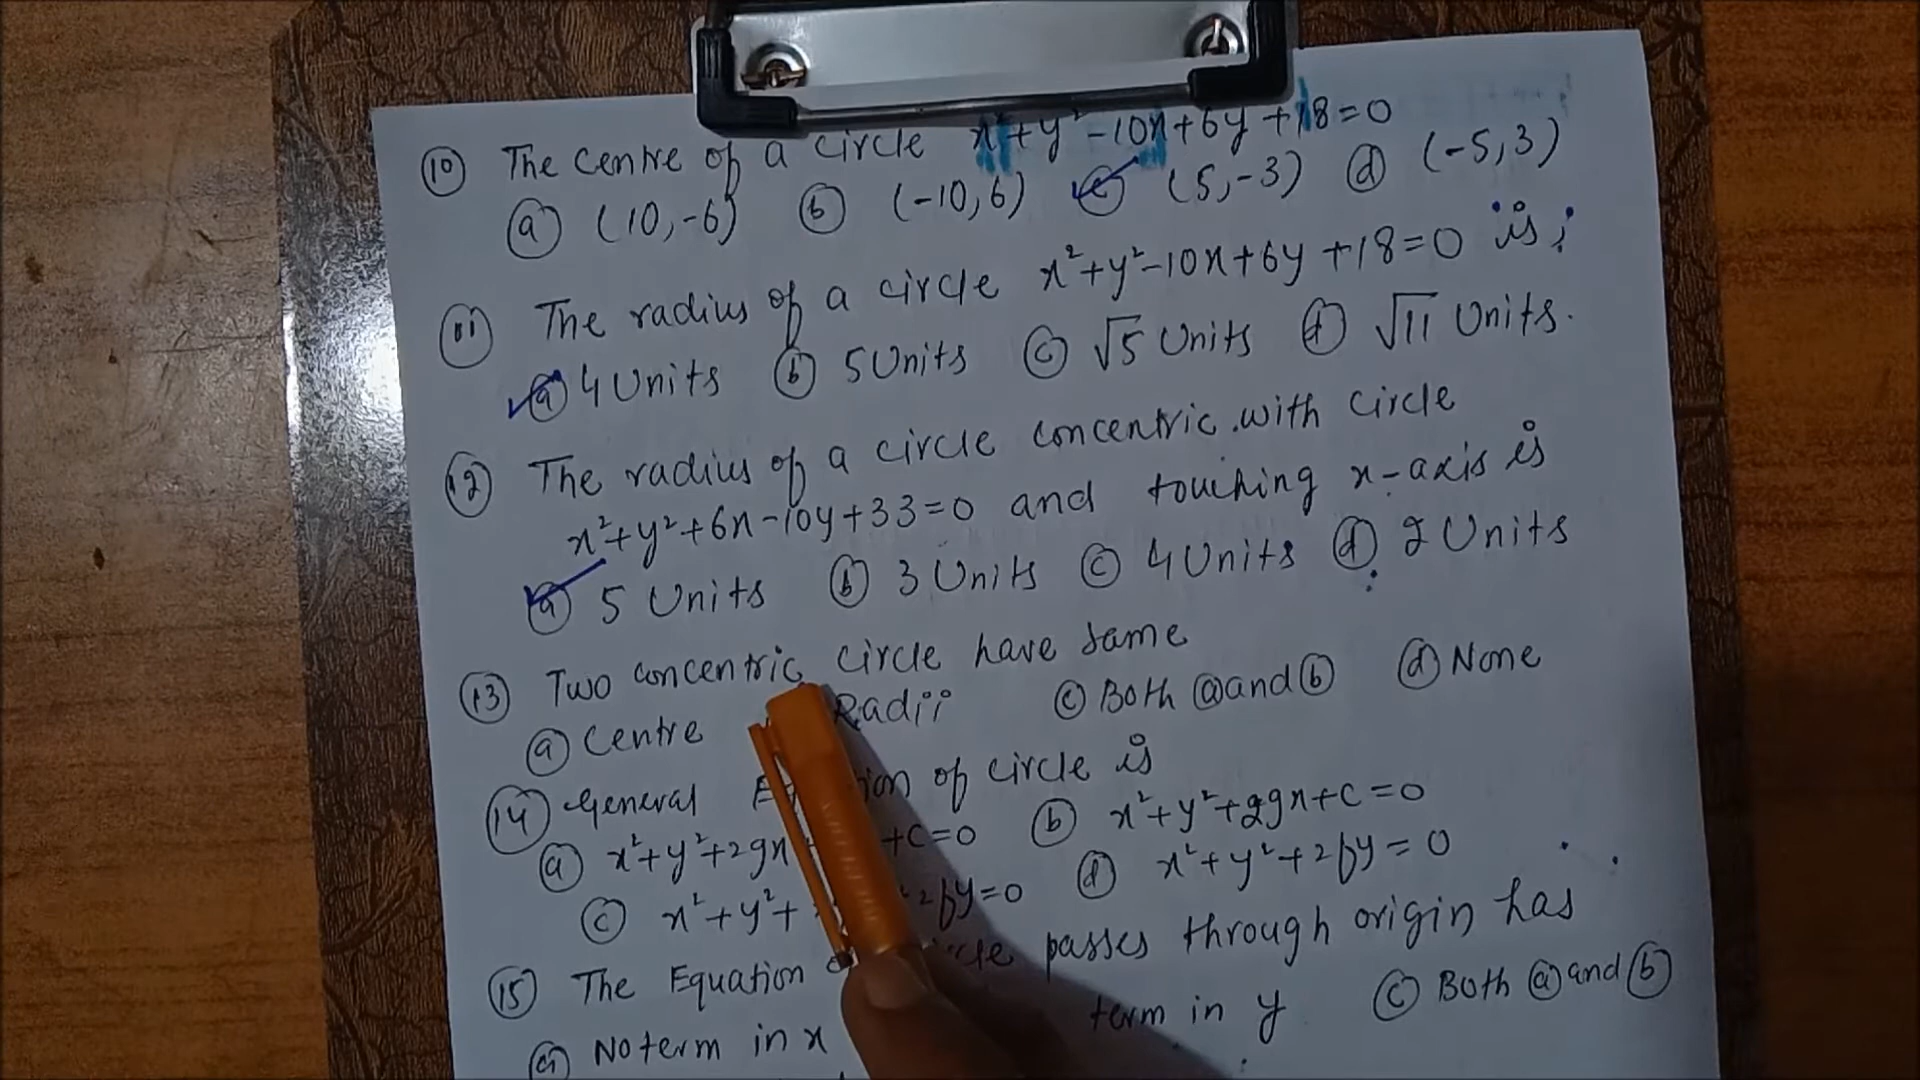 (10) The Centre of a circle x²+y²-10x+6y+18=0
(a) (10,-6) (b) (-10,6) (c) (5,-3) (d) (-5,3)
(11) The radius of a circle x²+y²-10x+6y+18=0 is;
(a) 4 Units (b) 5 Units (c) √5 Units (d) √11 Units.
(12) The radius of a circle concentric with circle
x²+y²+6x-10y+33=0 and touching x-axis is
(a) 5 Units (b) 3 Units (c) 4 Units (d) 2 Units
(13) Two concentric circle have same
(a) Centre Radii (c) Both (a) and (b) (d) None
(14) General of circle is
(a) x²+y²+2gx +c=0 (b) x²+y²+2gx+c=0
(c) x²+y²+ 2fy=0 (d) x²+y²+2fy=0
(15) The Equation passes through origin has
(a) No term in x term in y (c) Both (a) and (b)